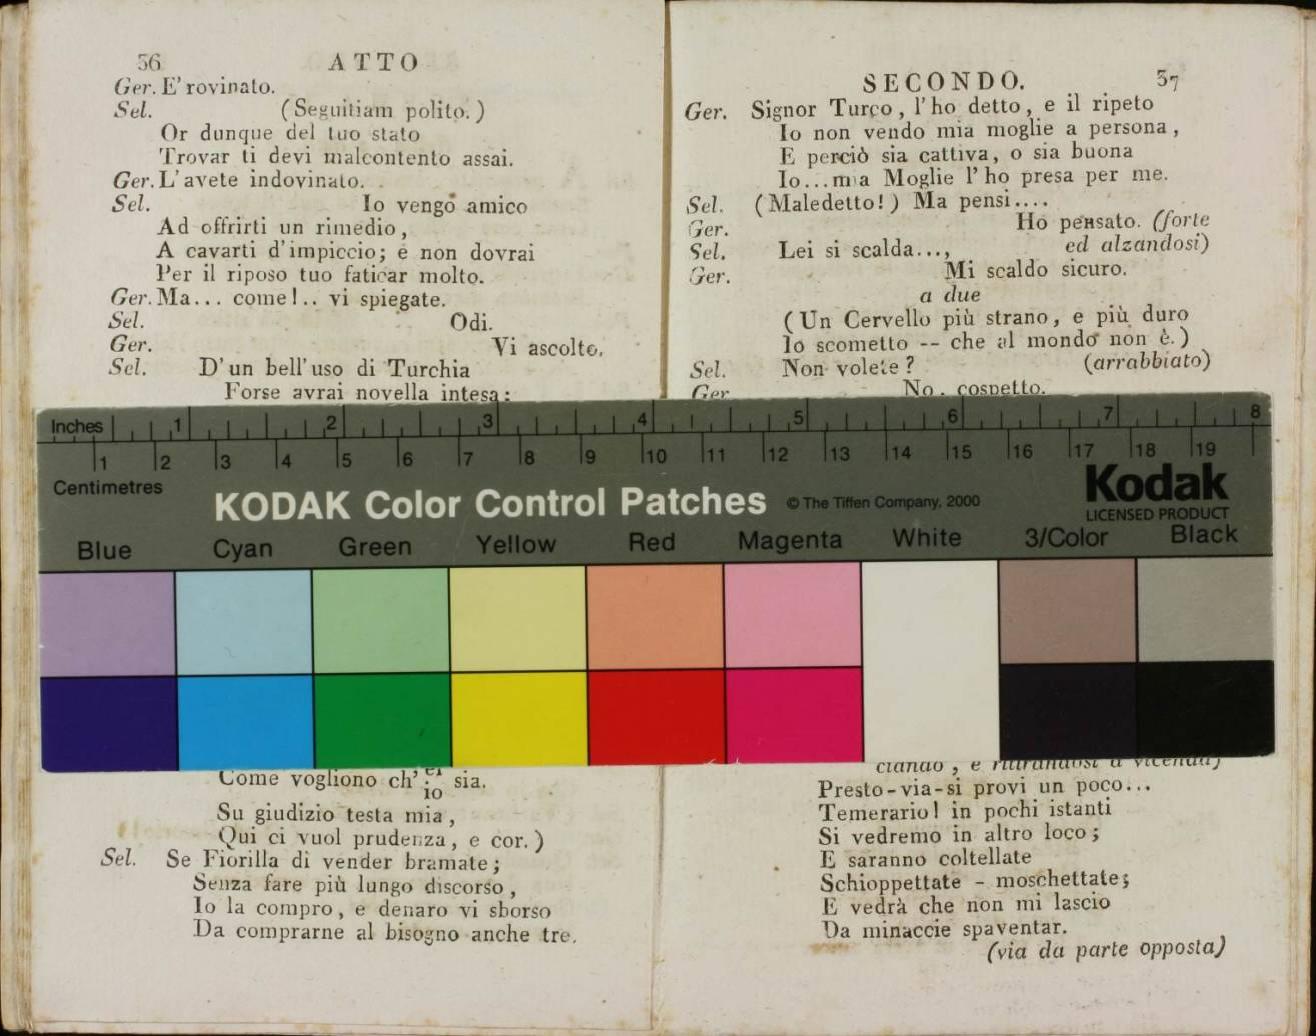 36 ATTO
Ger. E' rovinato.
Sel. (Seguitiam polito.)
Or dunque del tuo stato
Trovar ti devi malcontento assai.
Ger. L'avete indovinato.
Sel. Io vengo amico
Ad offrirti un rimedio,
A cavarti d'impiccio; e non dovrai
Per il riposo tuo faticar molto.
Ger. Ma... come!.. vi spiegate.
Sel. Odi.
Ger. Vi ascolto.
Sel. D'un bell'uso di Turchia
Forse avrai novella intesa:
Come vogliono ch' ei io sia.
Su giudizio testa mia,
Qui ci vuol prudenza, e cor.)
Sel. Se Fiorilla di vender bramate;
Senza fare più lungo discorso,
Io la compro, e denaro vi sborso
Da comprarne al bisogno anche tre.
SECONDO. 37
Ger. Signor Turco, l'ho detto, e il ripeto
Io non vendo mia moglie a persona,
E perciò sia cattiva, o sia buona
Io...mia Moglie l'ho presa per me.
Sel. (Maledetto!) Ma pensi....
Ger. Ho pensato. (forte
Sel. Lei si scalda..., ed alzandosi)
Ger. Mi scaldo sicuro.
a due
(Un Cervello più strano, e più duro
Io scometto -- che al mondo non è.)
Sel. Non volete? (arrabbiato)
Ger. No, cospetto.
Inches 1 2 3 4 5 6 7 8
1 2 3 4 5 6 7 8 9 10 11 12 13 14 15 16 17 18 19
Centimetres
KODAK Color Control Patches © The Tiffen Company, 2000
Kodak
LICENSED PRODUCT
Blue Cyan Green Yellow Red Magenta White 3/Color Black
ciando, e ritirandosi a vicenda)
Presto-via-si provi un poco...
Temerario! in pochi istanti
Si vedremo in altro loco;
E saranno coltellate
Schioppettate - moschettate;
E vedrà che non mi lascio
Da minaccie spaventar.
(via da parte opposta)